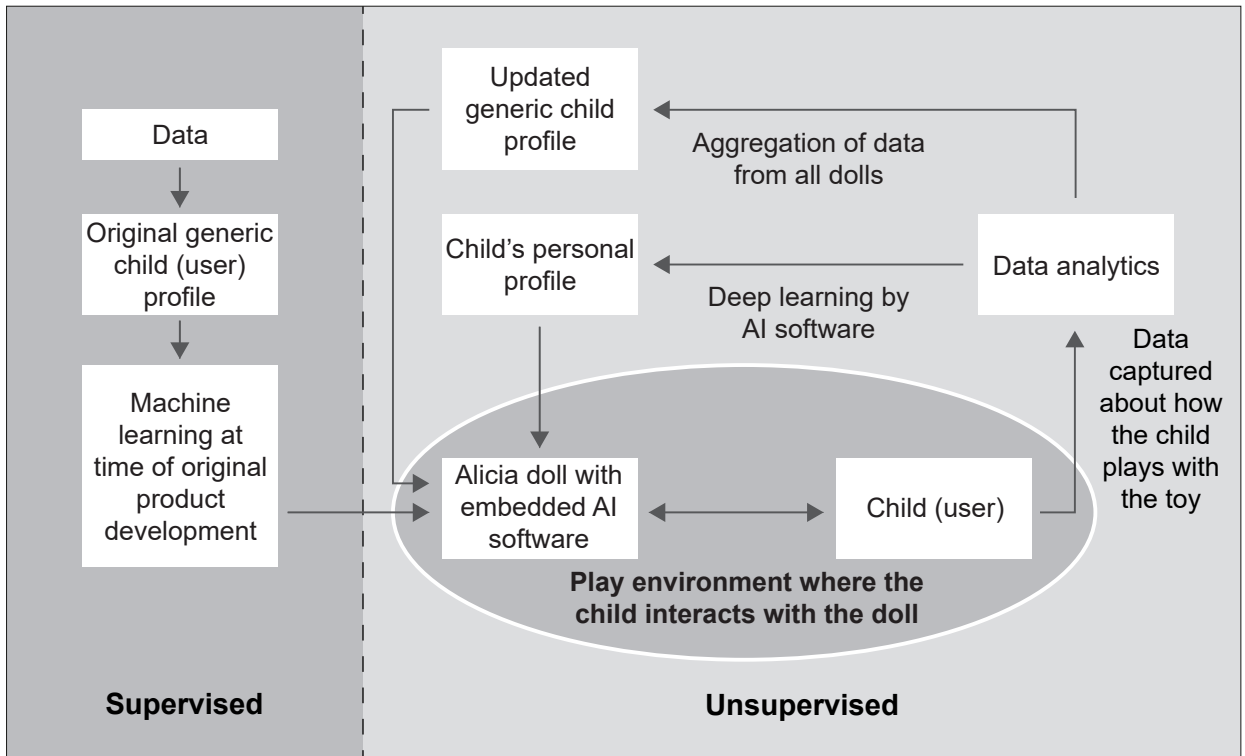 Data
Original generic
child (user)
profile
Machine
learning at
time of original
product
development
Supervised
Updated
generic child
profile
Aggregation of data
from all dolls
Child’s personal
profile
Deep learning by
AI software
Data analytics
Data
captured
about how
the child
plays with
the toy
Alicia doll with
embedded AI
software
Child (user)
Play environment where the
child interacts with the doll
Unsupervised